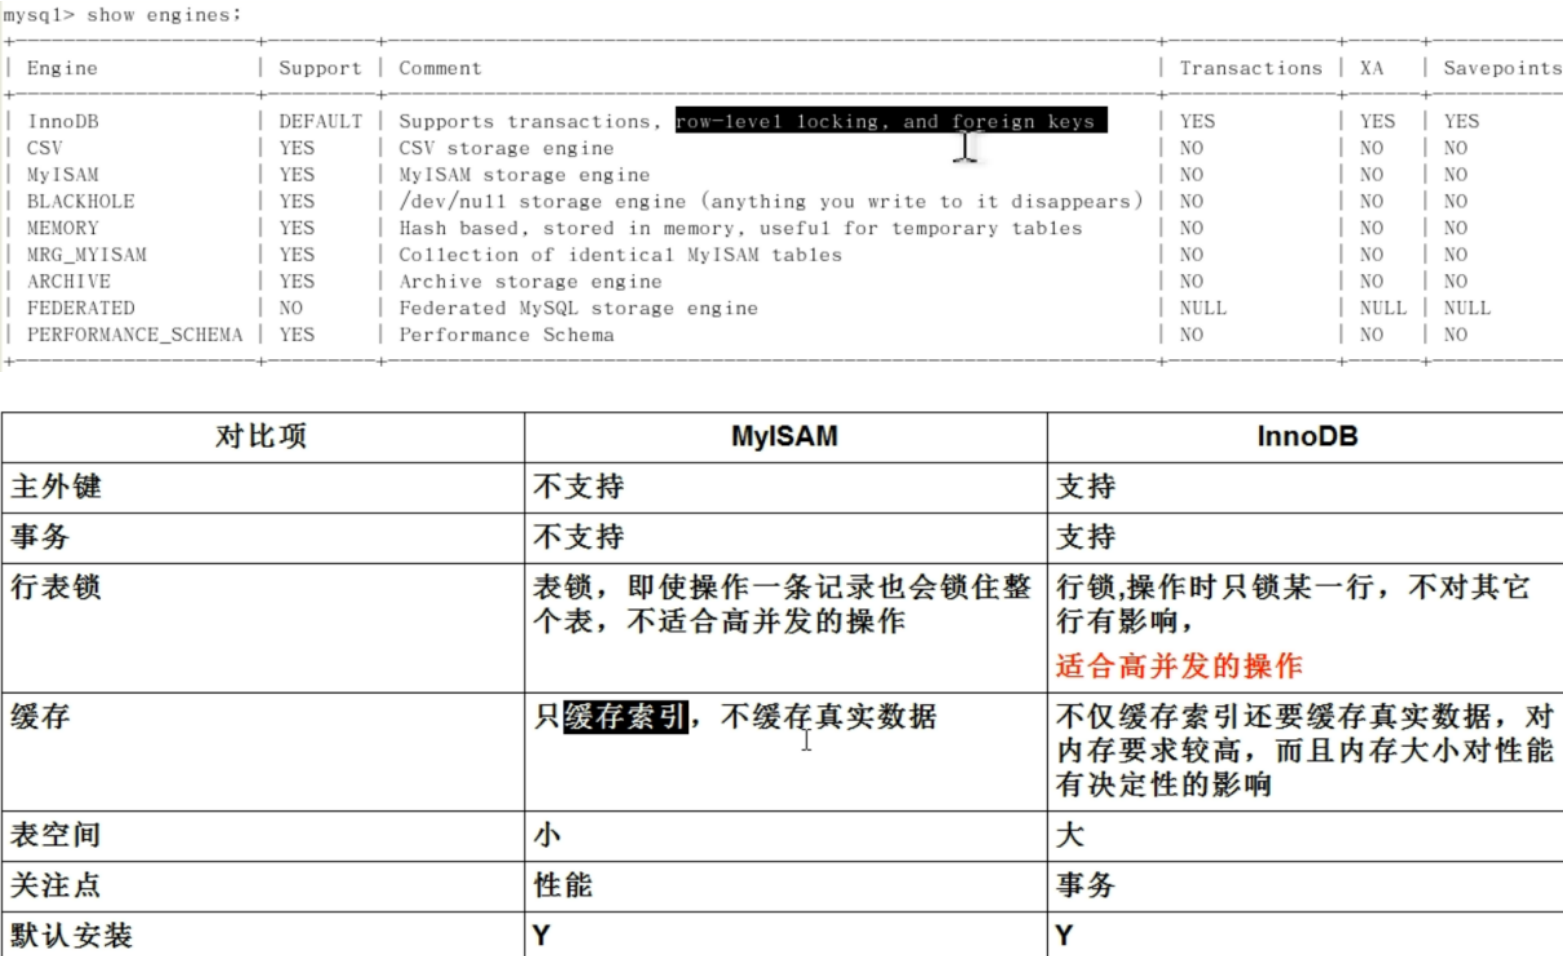 mysql> show engines;
| Engine | Support | Comment | Transactions | XA | Savepoints
| InnoDB | DEFAULT | Supports transactions, row-level locking, and foreign keys | YES | YES | YES
| CSV | YES | CSV storage engine | NO | NO | NO
| MyISAM | YES | MyISAM storage engine | NO | NO | NO
| BLACKHOLE | YES | /dev/null storage engine (anything you write to it disappears) | NO | NO | NO
| MEMORY | YES | Hash based, stored in memory, useful for temporary tables | NO | NO | NO
| MRG_MYISAM | YES | Collection of identical MyISAM tables | NO | NO | NO
| ARCHIVE | YES | Archive storage engine | NO | NO | NO
| FEDERATED | NO | Federated MySQL storage engine | NULL | NULL | NULL
| PERFORMANCE_SCHEMA | YES | Performance Schema | NO | NO | NO
对比项 MyISAM InnoDB
主外键 不支持 支持
事务 不支持 支持
行表锁 表锁，即使操作一条记录也会锁住整 行锁,操作时只锁某一行，不对其它
个表，不适合高并发的操作 行有影响，
适合高并发的操作
缓存 只缓存索引，不缓存真实数据 不仅缓存索引还要缓存真实数据，对
内存要求较高，而且内存大小对性能
有决定性的影响
表空间 小 大
关注点 性能 事务
默认安装 Y Y